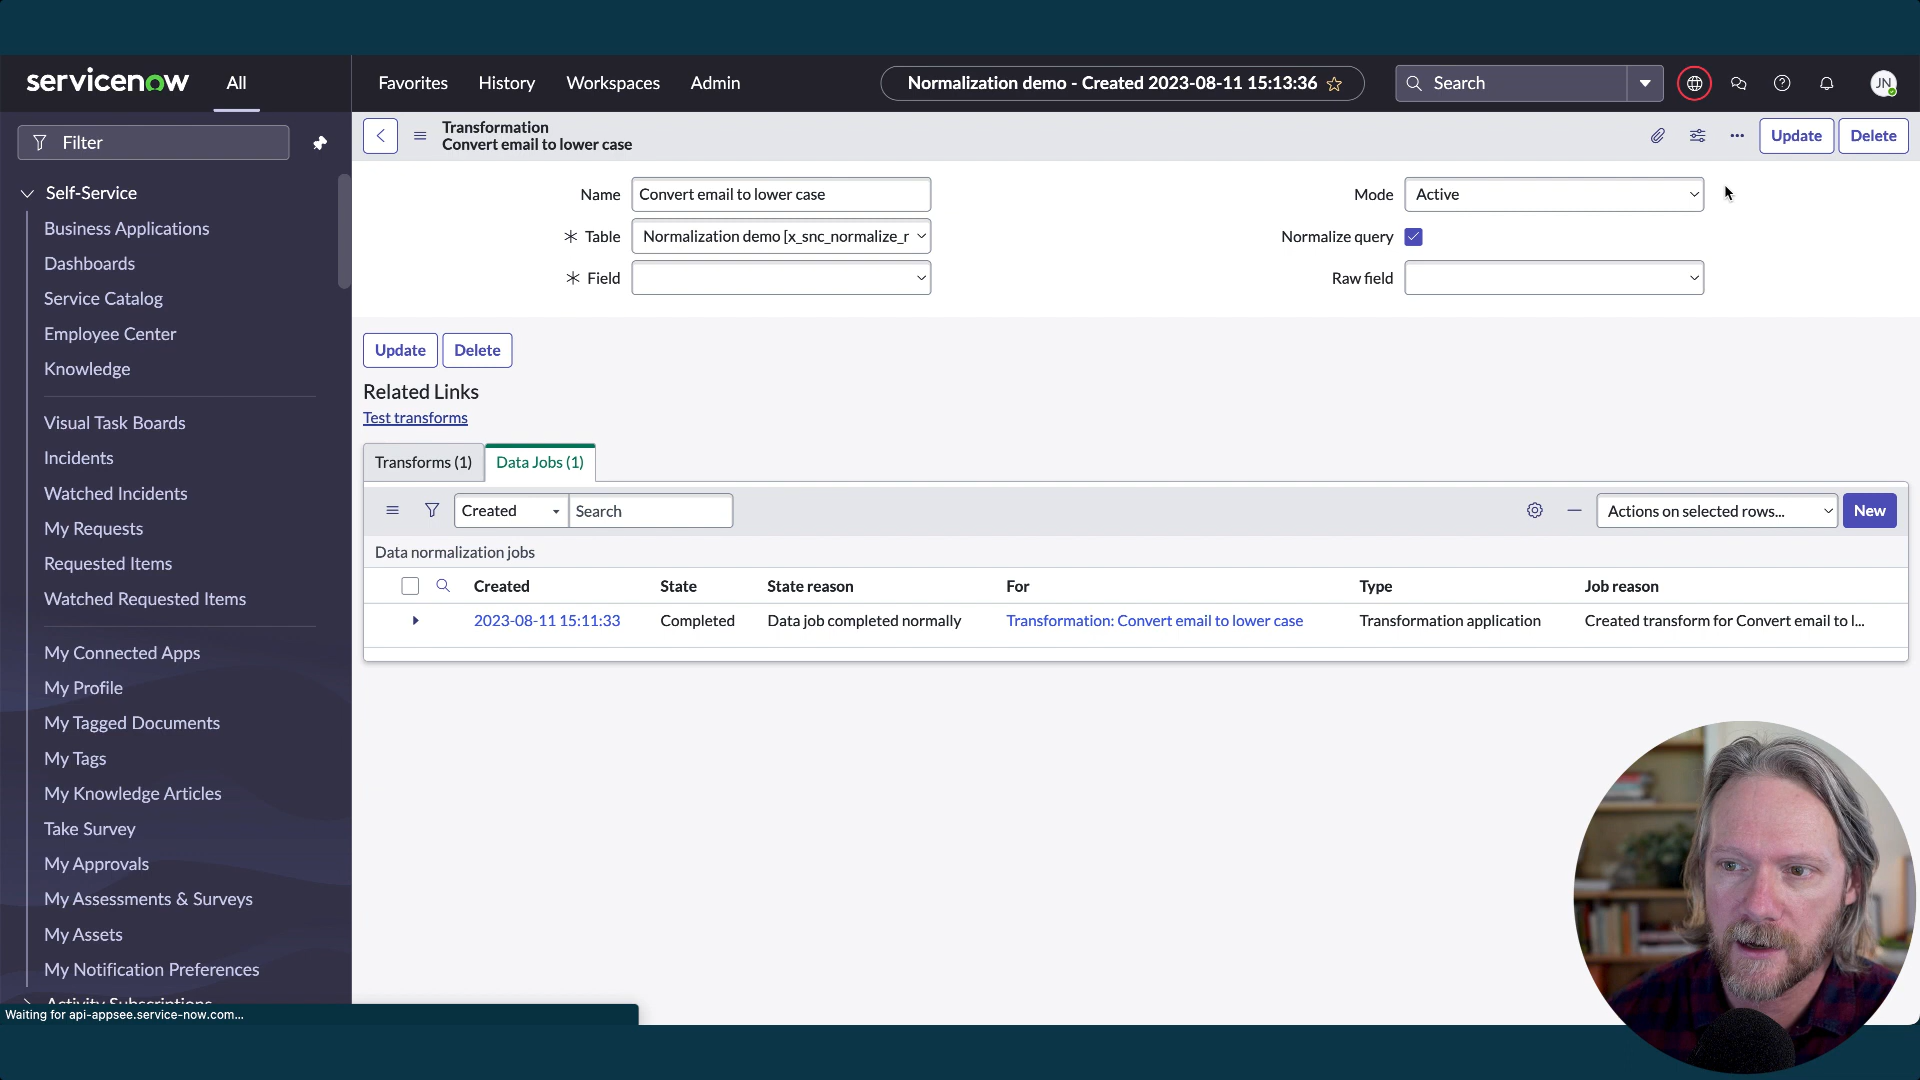 servicenow
All
Favorites
History
Workspaces
Admin
Normalization demo - Created 2023-08-11 15:13:36
Search
JN
Filter
Transformation
Convert email to lower case
Update
Delete
Self-Service
Business Applications
Dashboards
Service Catalog
Employee Center
Knowledge
Visual Task Boards
Incidents
Watched Incidents
My Requests
Requested Items
Watched Requested Items
My Connected Apps
My Profile
My Tagged Documents
My Tags
My Knowledge Articles
Take Survey
My Approvals
My Assessments & Surveys
My Assets
My Notification Preferences
Activity Subscriptions
Waiting for api-appsee.service-now.com...
Name
Convert email to lower case
Table
Normalization demo [x_snc_normalize_r
Field
Mode
Active
Normalize query
Raw field
Update
Delete
Related Links
Test transforms
Transforms (1)
Data Jobs (1)
Created
Search
Actions on selected rows...
New
Data normalization jobs
Created State State reason For Type Job reason
2023-08-11 15:11:33 Completed Data job completed normally Transformation: Convert email to lower case Transformation application Created transform for Convert email to l...